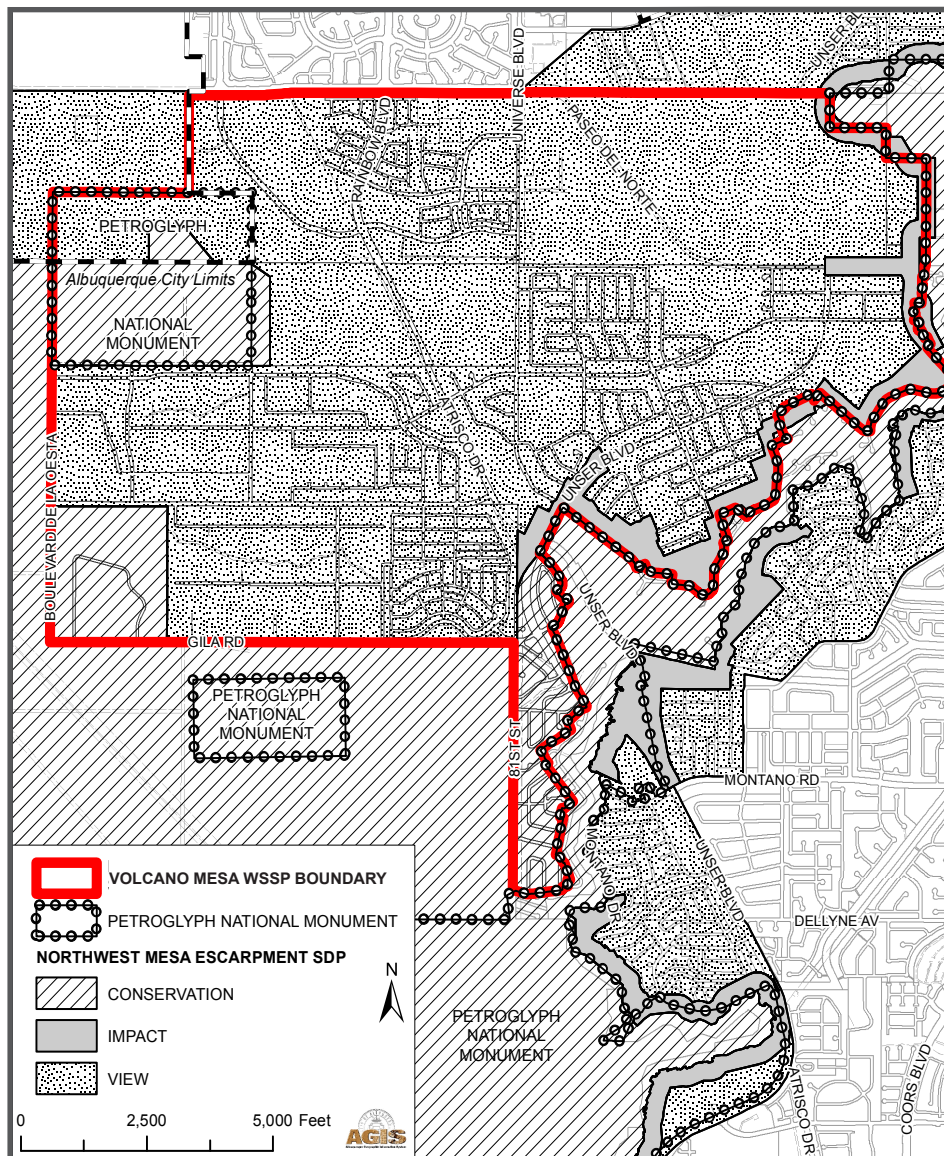 UNSER BL
UNIVERSE BLVD
RAINBOW BLVD
PASEO DEL NORTE
PETROGLYPH
Albuquerque City Limits
NATIONAL
MONUMENT
ATRISCO DR
UNSER BLVD
BOULEVARD DE LA OESTA
UNSER BLVD
GILA RD
PETROGLYPH
NATIONAL
MONUMENT
81ST ST
MONTANO RD
UNSER BLVD
DELLYNE AV
PETROGLYPH
NATIONAL
MONUMENT
ATRISCO DR
COORS BLVD
VOLCANO MESA WSSP BOUNDARY
PETROGLYPH NATIONAL MONUMENT
NORTHWEST MESA ESCARPMENT SDP
N
CONSERVATION
IMPACT
VIEW
0 2,500 5,000 Feet
AGIS